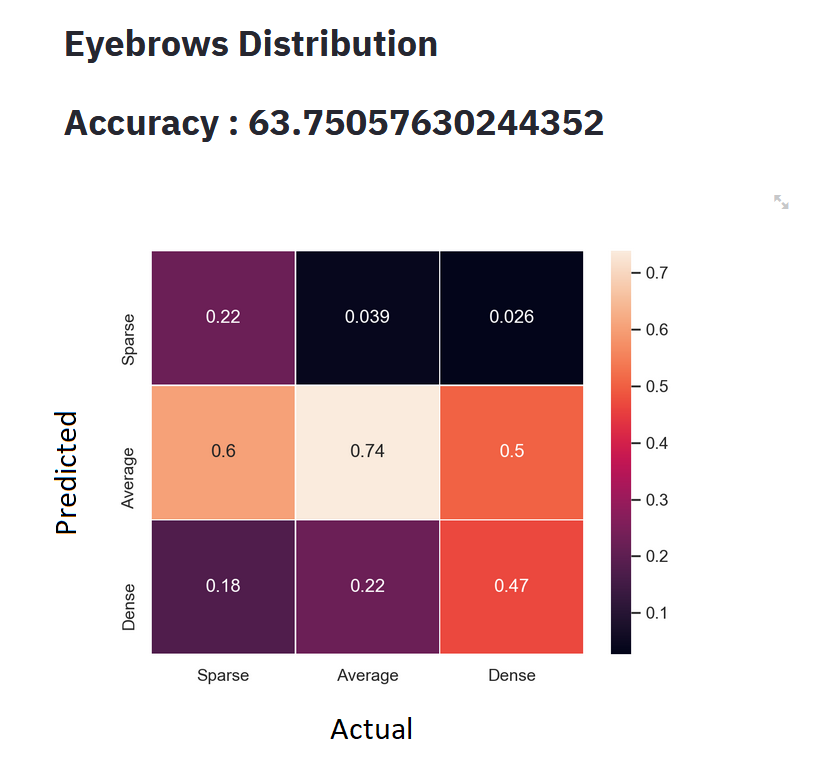 Eyebrows Distribution
Accuracy : 63.75057630244352
Predicted
Sparse
0.22 0.039 0.026
Average
0.6 0.74 0.5
Dense
0.18 0.22 0.47
Sparse Average Dense
Actual
0.7
0.6
0.5
0.4
0.3
0.2
0.1